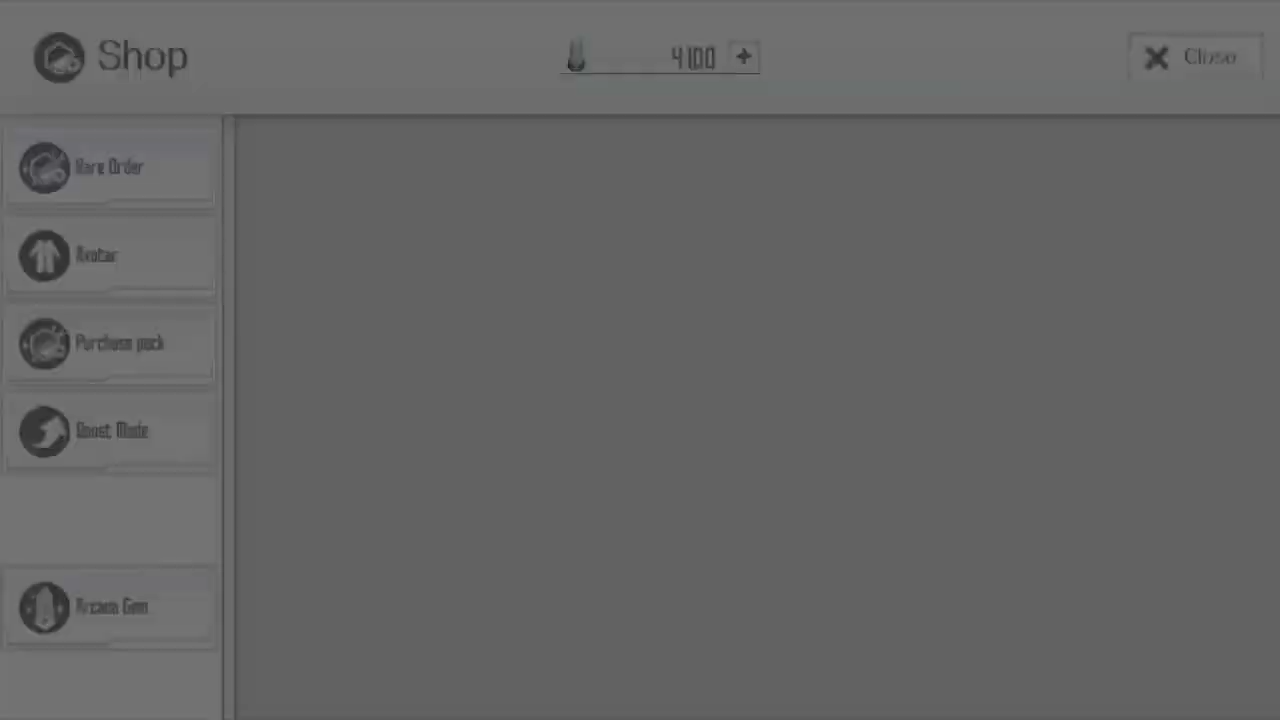 Shop
4100
Close
Rare Order
Avatar
Purchase pack
Boost Mode
Arcana Gem